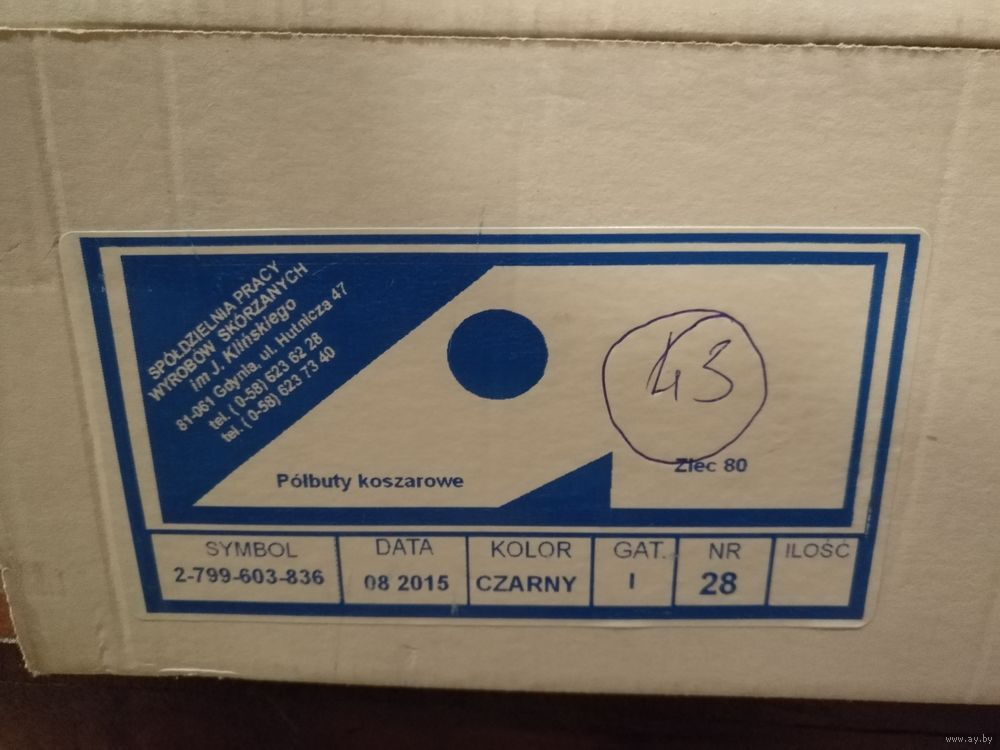 SPÓŁDZIELNIA PRACY
WYROBÓW SKÓRZANYCH
im J. Klińskiego
81-061 Gdynia, ul. Hutnicza 47
tel. ( 0-58) 623 62 28
tel. ( 0-58) 623 73 40
43
Zlec 80
Półbuty koszarowe
SYMBOL DATA KOLOR GAT. NR ILOŚĆ
2-799-603-836 08 2015 CZARNY I 28
www.ay.by